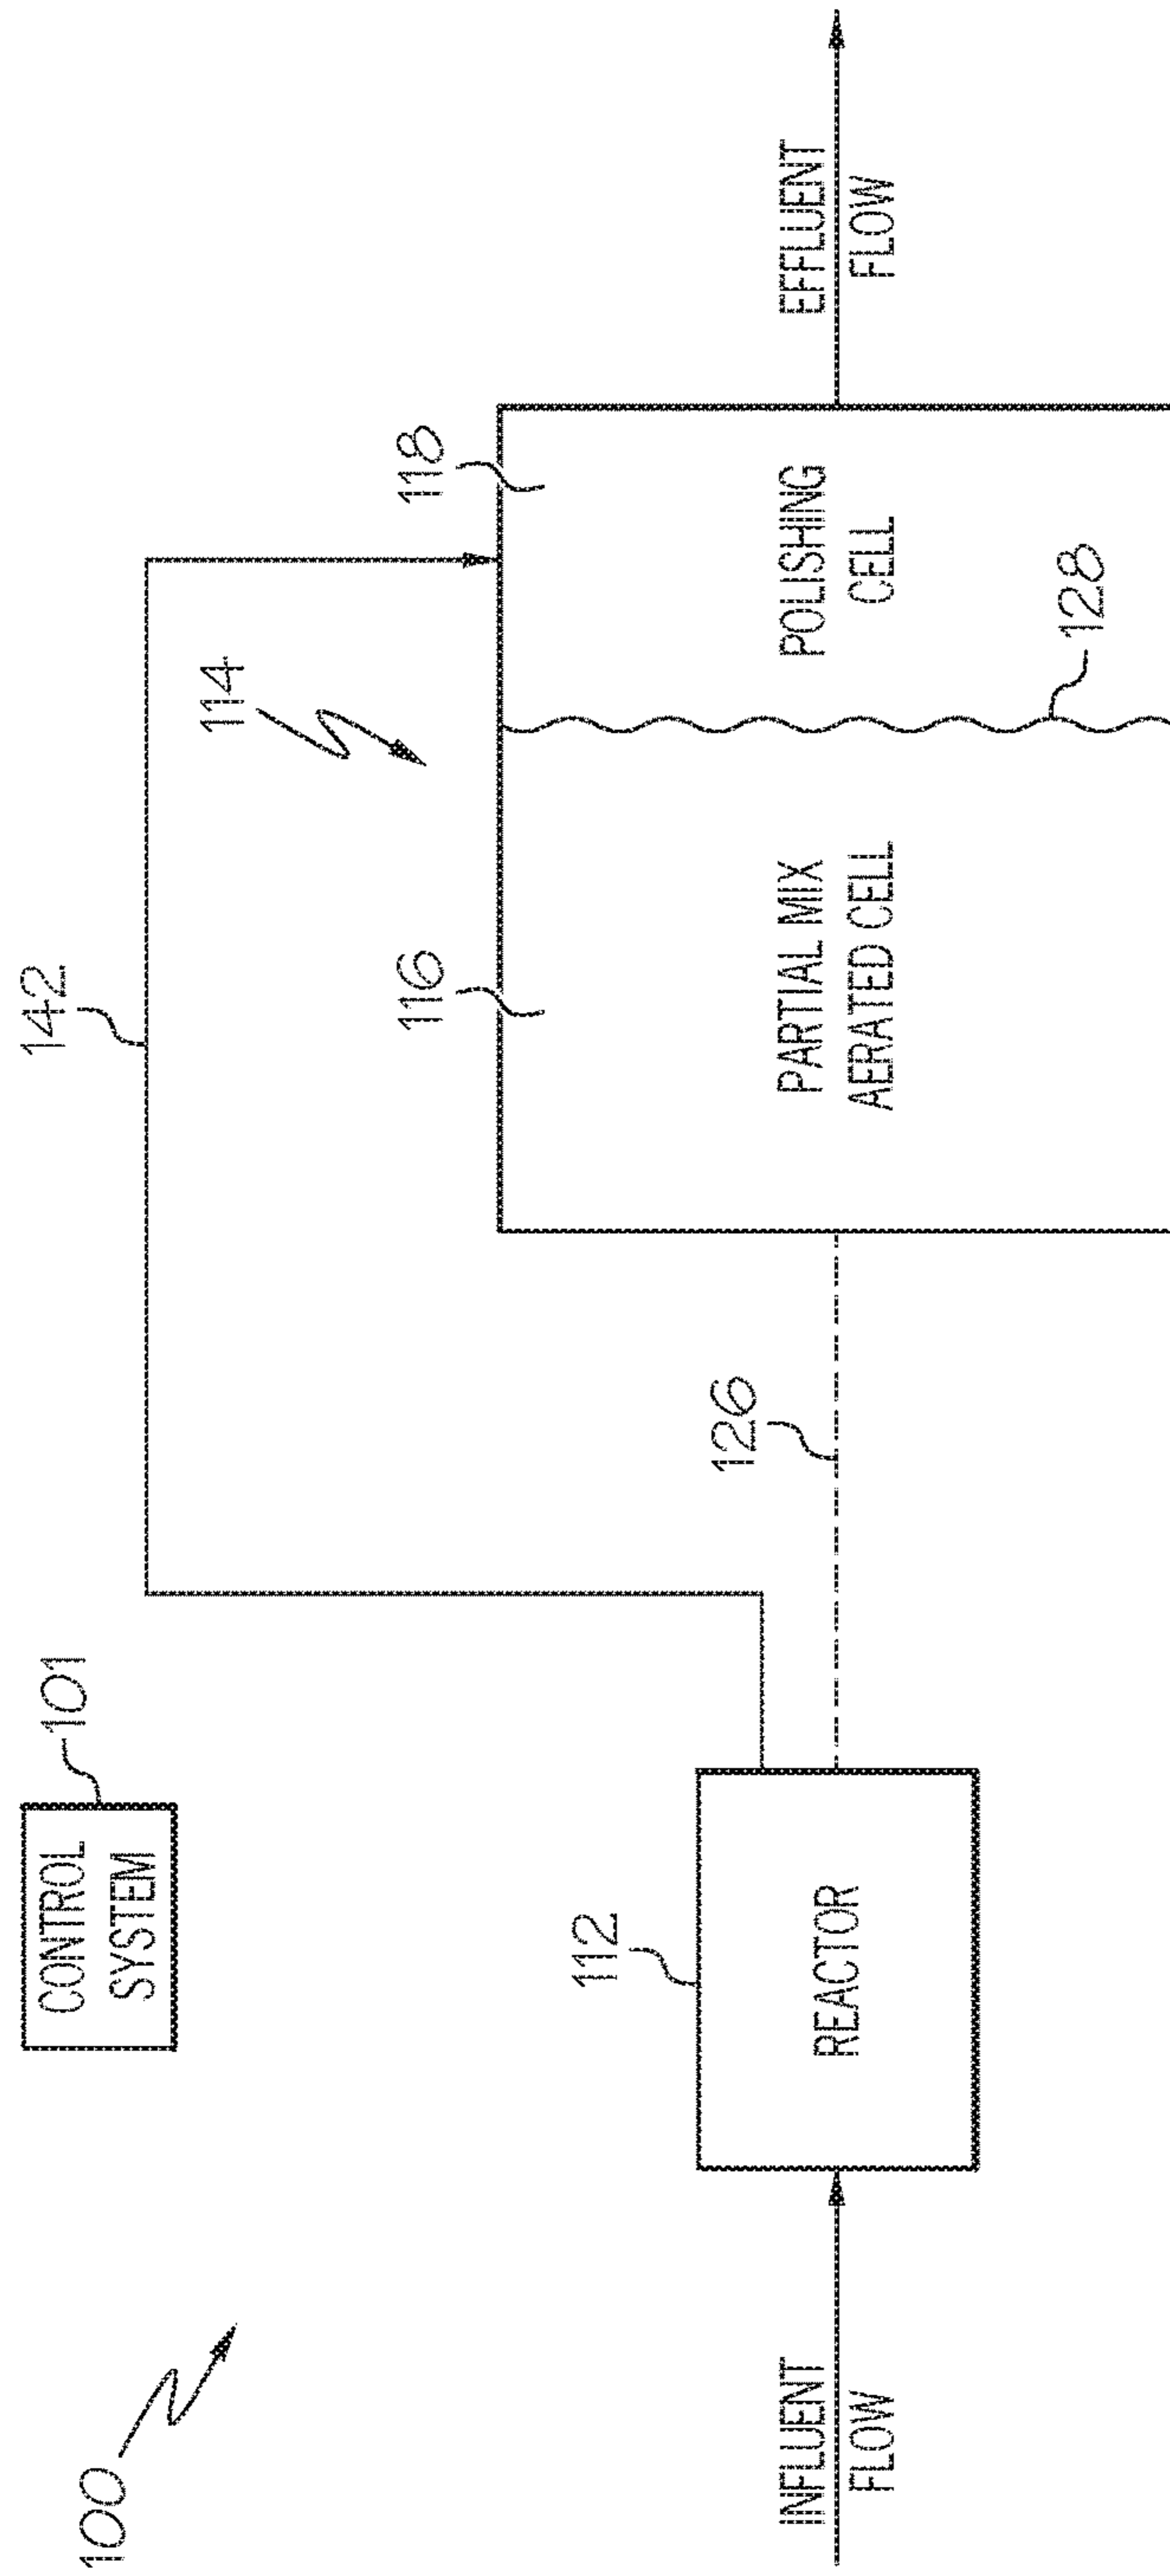 100
CONTROL
SYSTEM
101
142
114
116
118
112
126
128
INFLUENT
FLOW
REACTOR
PARTIAL MIX
AERATED CELL
POLISHING
CELL
EFFLUENT
FLOW